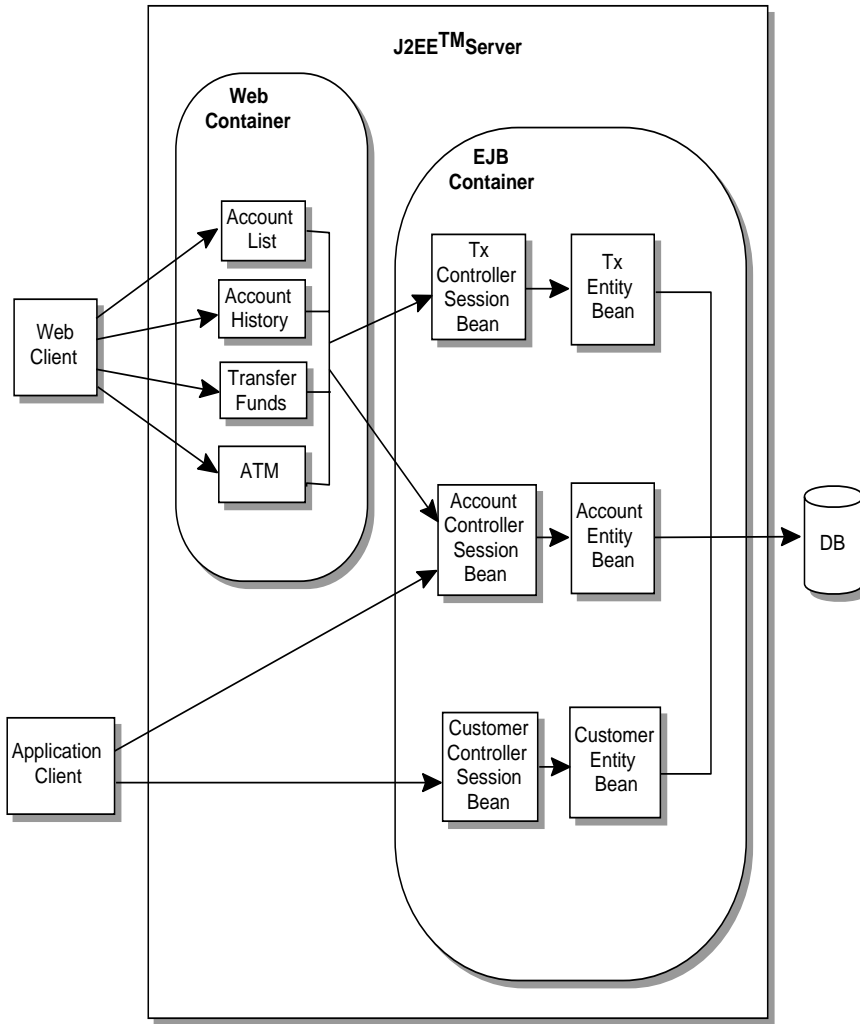 J2EE™Server
Web
Container
EJB
Container
Account
List
Account
History
Transfer
Funds
ATM
Web
Client
Tx
Controller
Session
Bean
Tx
Entity
Bean
Account
Controller
Session
Bean
Account
Entity
Bean
DB
Application
Client
Customer
Controller
Session
Bean
Customer
Entity
Bean